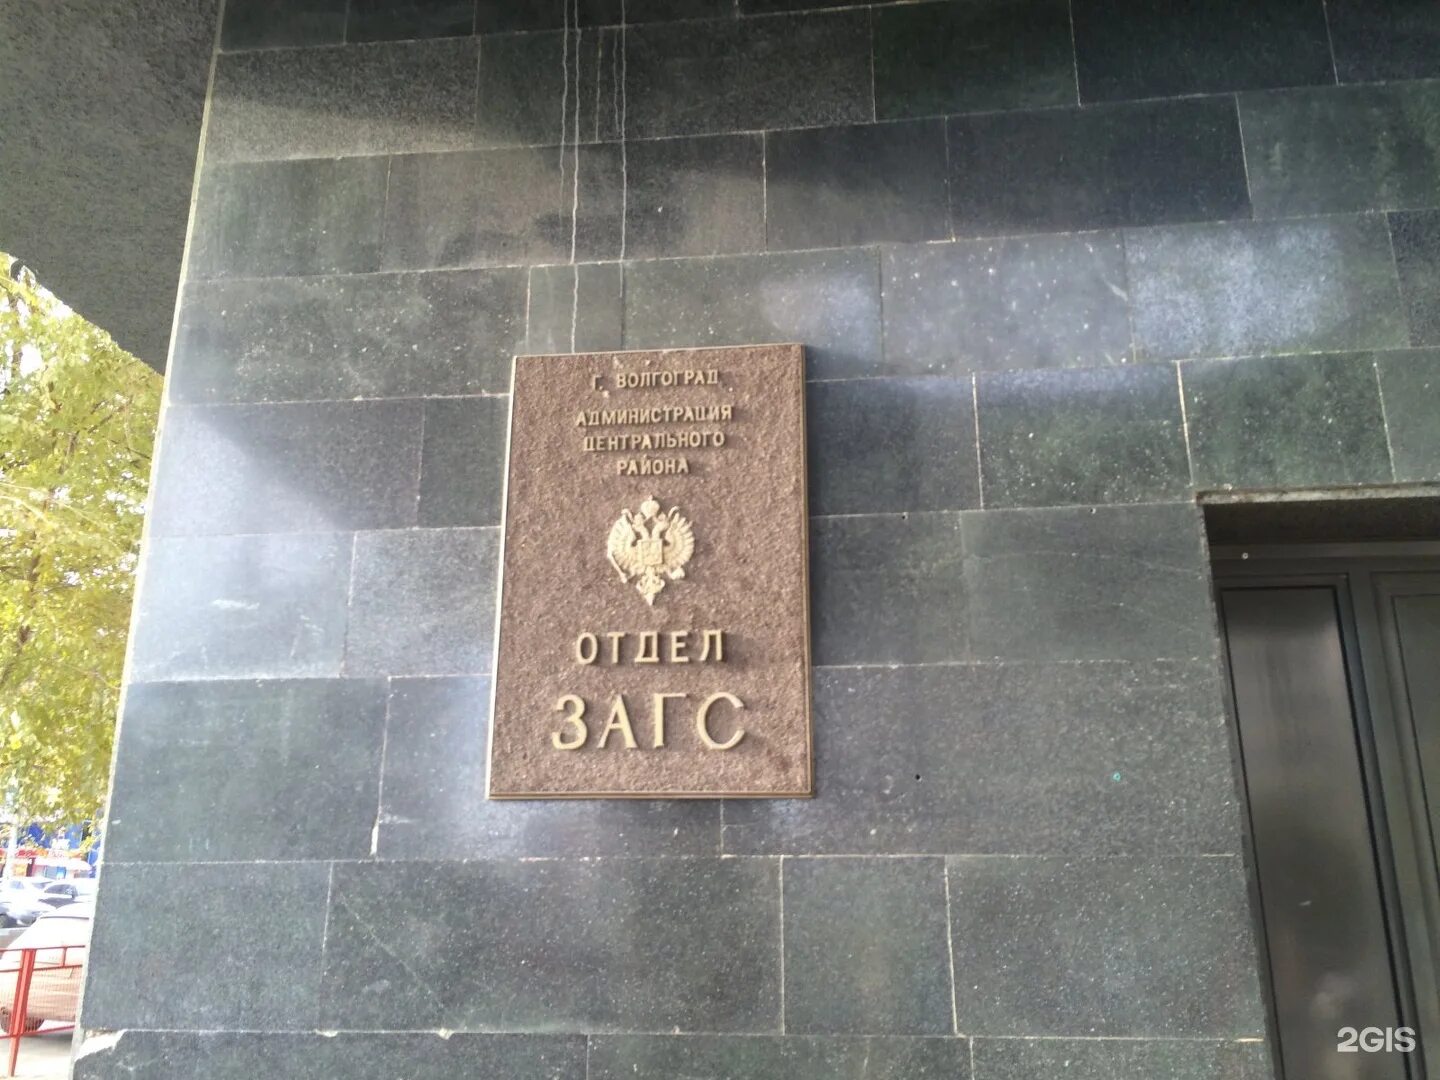 Г. ВОЛГОГРАД
АДМИНИСТРАЦИЯ
ЦЕНТРАЛЬНОГО
РАЙОНА
ОТДЕЛ
ЗАГС
2GIS